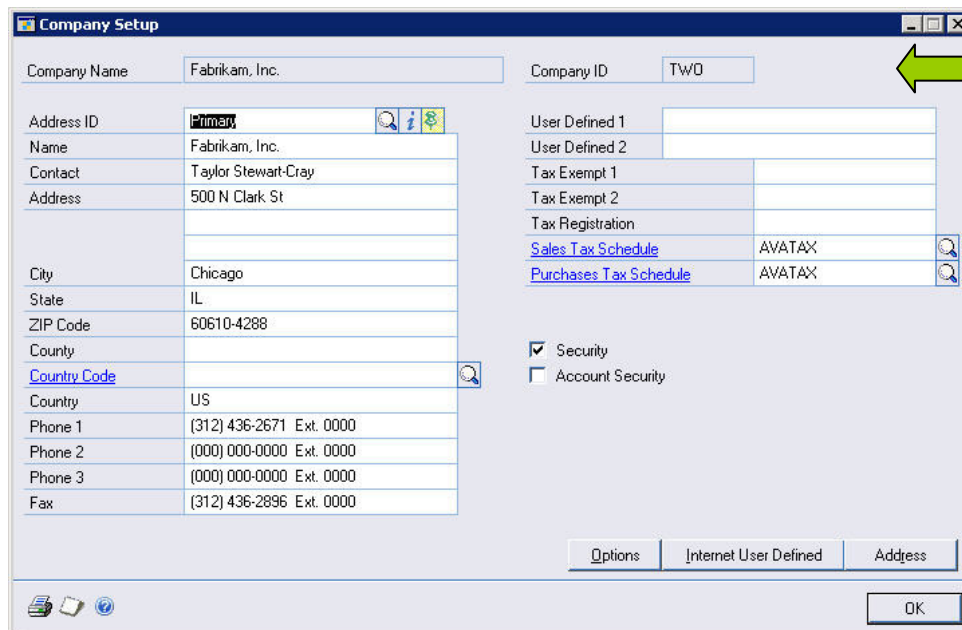 Company Setup
Company Name Fabrikam, Inc. Company ID TWO
Address ID Primary User Defined 1
Name Fabrikam, Inc. User Defined 2
Contact Taylor Stewart-Cray Tax Exempt 1
Address 500 N Clark St Tax Exempt 2
Tax Registration
Sales Tax Schedule AVATAX
City Chicago Purchases Tax Schedule AVATAX
State IL
ZIP Code 60610-4288
County Security
Country Code Account Security
Country US
Phone 1 (312) 436-2671 Ext. 0000
Phone 2 (000) 000-0000 Ext. 0000
Phone 3 (000) 000-0000 Ext. 0000
Fax (312) 436-2896 Ext. 0000
Options Internet User Defined Address
OK